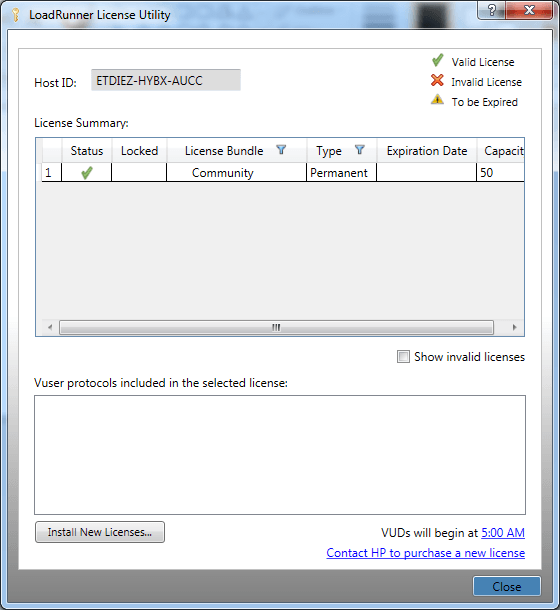 LoadRunner License Utility
Host ID: ETDIEZ-HYBX-AUCC
Valid License
Invalid License
To be Expired
License Summary:
Status Locked License Bundle Type Expiration Date Capacit
1 Community Permanent 50
Show invalid licenses
Vuser protocols included in the selected license:
Install New Licenses...
VUDs will begin at 5:00 AM
Contact HP to purchase a new license
Close